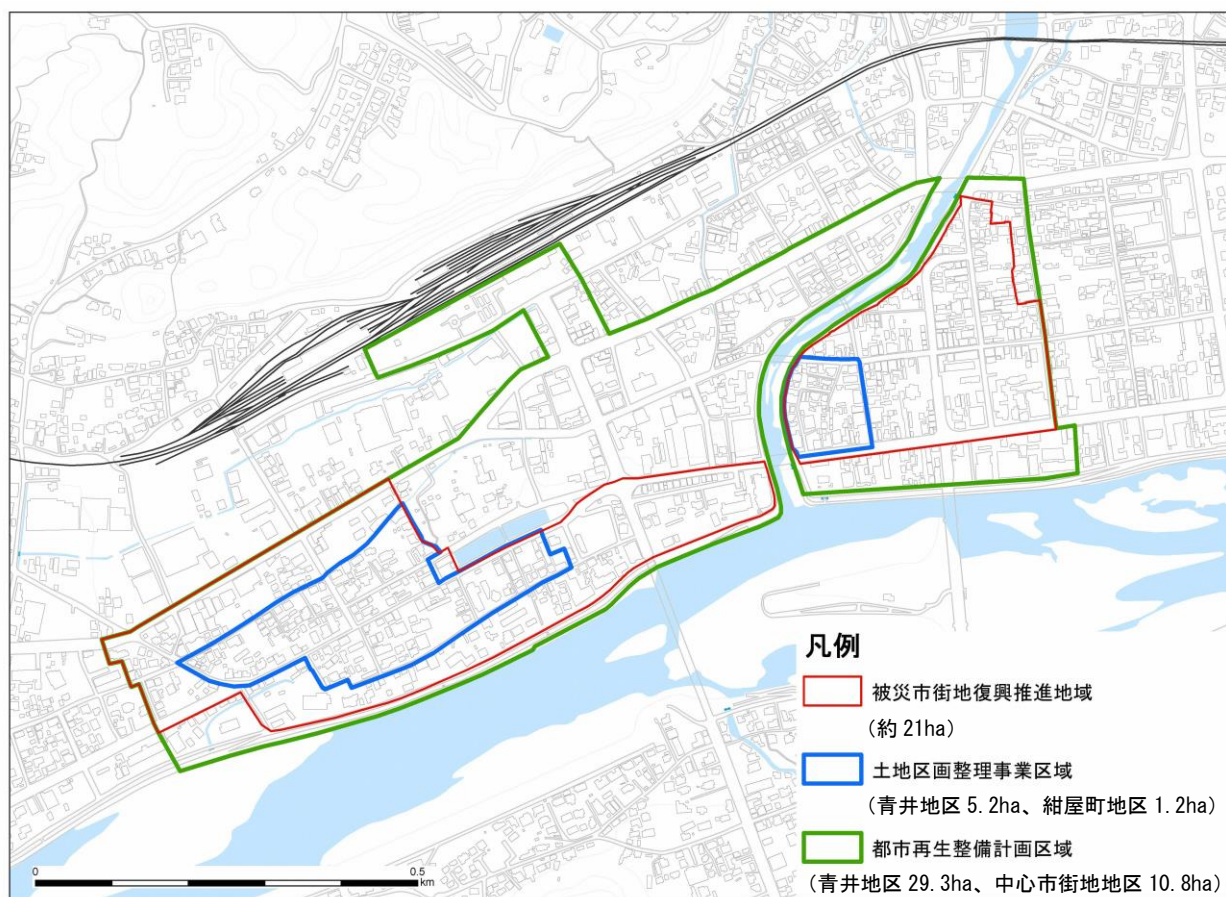 凡例
被災市街地復興推進地域
（約 21ha）
土地区画整理事業区域
（青井地区 5.2ha、紺屋町地区 1.2ha）
都市再生整備計画区域
（青井地区 29.3ha、中心市街地地区 10.8ha）
0 0.5
km